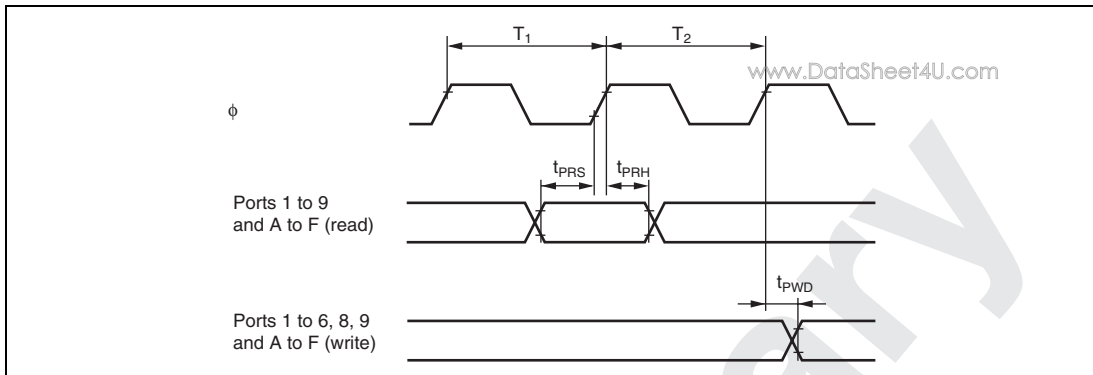 T1 T2
www.DataSheet4U.com
ϕ
tPRS tPRH
Ports 1 to 9
and A to F (read)
tPWD
Ports 1 to 6, 8, 9
and A to F (write)